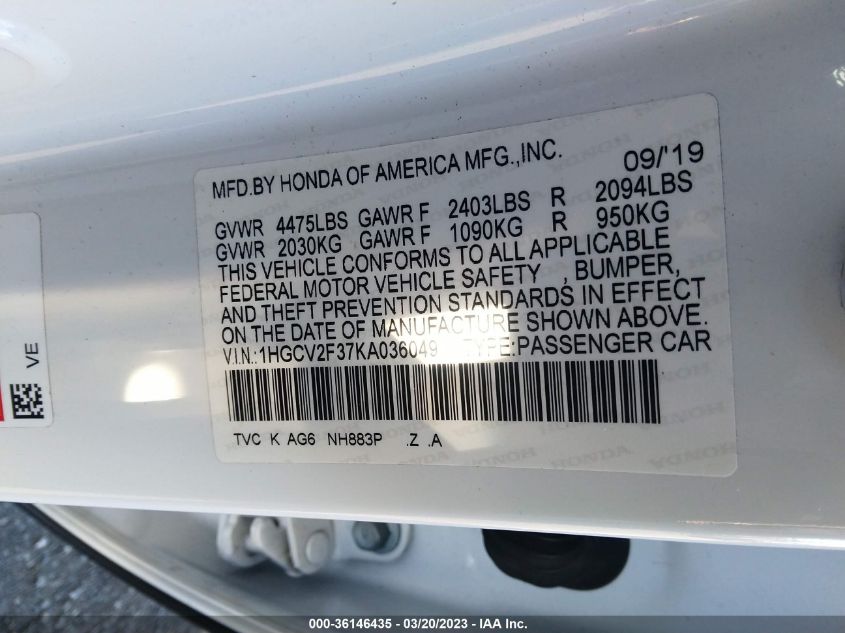 MFD.BY HONDA OF AMERICA MFG.,INC. 09/'19
GVWR 4475LBS GAWR F 2403LBS R 2094LBS
GVWR 2030KG GAWR F 1090KG R 950KG
THIS VEHICLE CONFORMS TO ALL APPLICABLE
FEDERAL MOTOR VEHICLE SAFETY , BUMPER,
AND THEFT PREVENTION STANDARDS IN EFFECT
ON THE DATE OF MANUFACTURE SHOWN ABOVE.
V.I.N.:1HGCV2F37KA036049 TYPE:PASSENGER CAR
TVC K AG6 NH883P .Z .A
VE
000-36146435 - 03/20/2023 - IAA Inc.